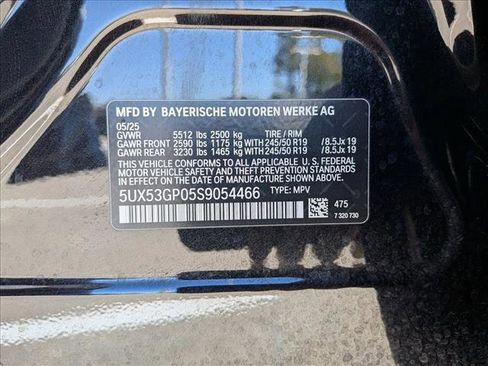 MFD BY BAYERISCHE MOTOREN WERKE AG
05/25
GVWR 5512 lbs 2500 kg TIRE / RIM
GAWR FRONT 2590 lbs 1175 kg WITH 245/50 R19 /8.5Jx 19
GAWR REAR 3230 lbs 1465 kg WITH 245/50 R19 /8.5Jx 19
THIS VEHICLE CONFORMS TO ALL APPLICABLE U. S. FEDERAL
MOTOR VEHICLE SAFETY AND THEFT PREVENTION STANDARDS
IN EFFECT ON THE DATE OF MANUFACTURE SHOWN ABOVE.
5UX53GP05S9054466 TYPE: MPV
475
7 320 730